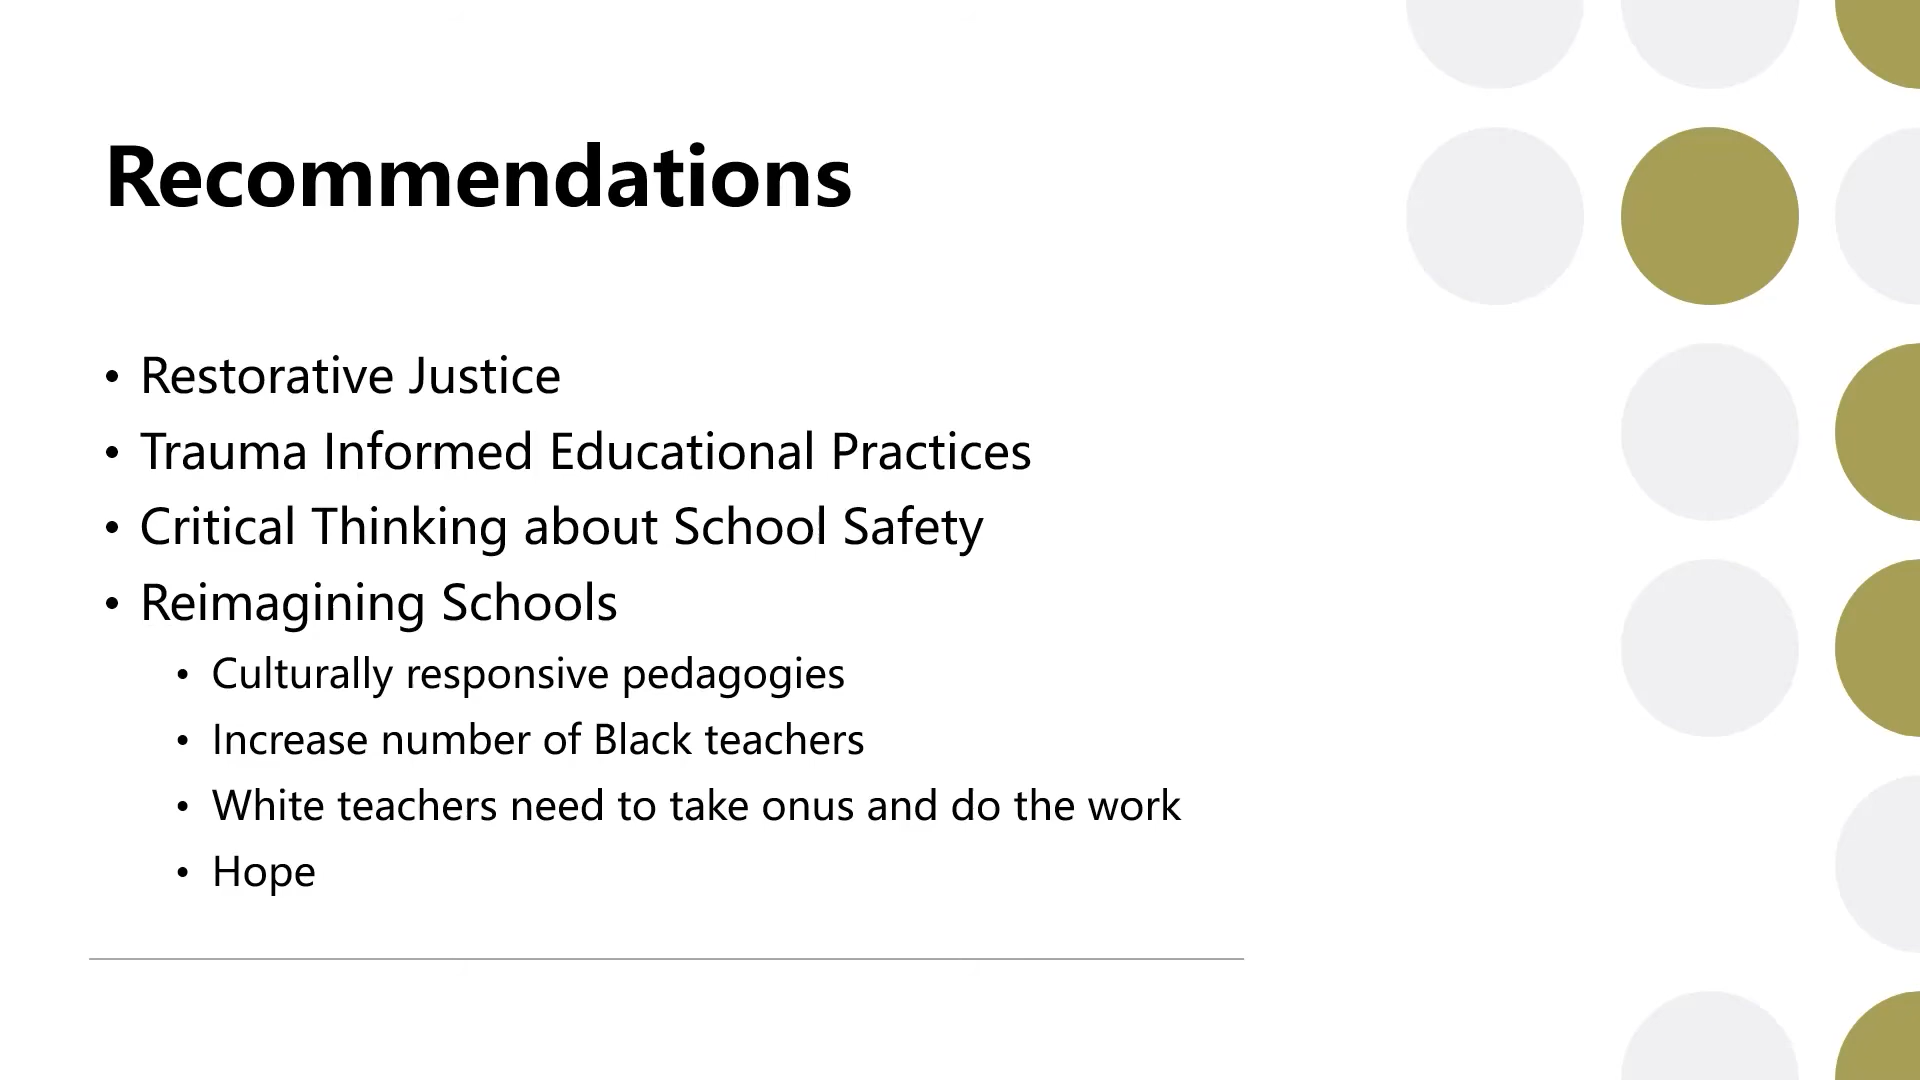 Recommendations
• Restorative Justice
• Trauma Informed Educational Practices
• Critical Thinking about School Safety
• Reimagining Schools
• Culturally responsive pedagogies
• Increase number of Black teachers
• White teachers need to take onus and do the work
• Hope